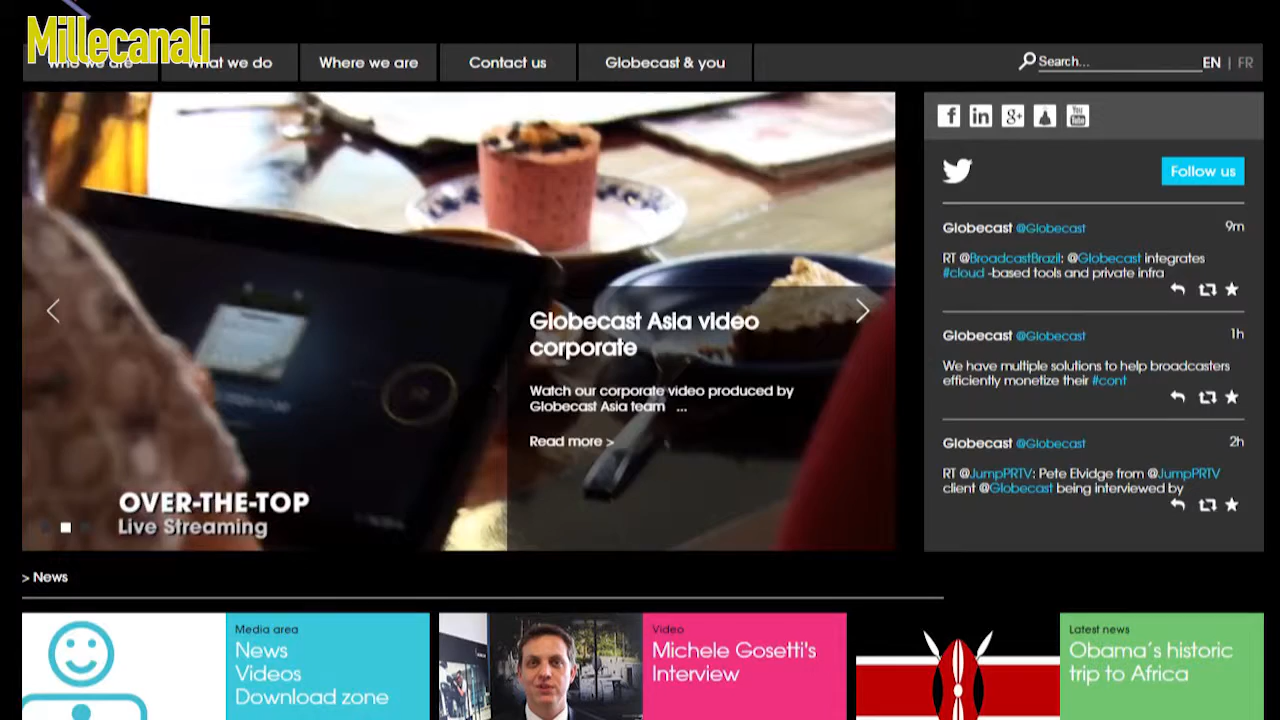 Millecanali
Who we are
What we do
Where we are
Contact us
Globecast & you
Search...
EN | FR
Follow us
Globecast @Globecast
9m
RT @BroadcastBrazil: @Globecast integrates
#cloud -based tools and private infra
Globecast @Globecast
1h
We have multiple solutions to help broadcasters
efficiently monetize their #cont
Globecast @Globecast
2h
RT @JumpPRTV: Pete Elvidge from @JumpPRTV
client @Globecast being interviewed by
Globecast Asia video
corporate
Watch our corporate video produced by
Globecast Asia team ...
Read more >
OVER-THE-TOP
Live Streaming
> News
Media area
News
Videos
Download zone
Video
Michele Gosetti's
Interview
Latest news
Obama's historic
trip to Africa